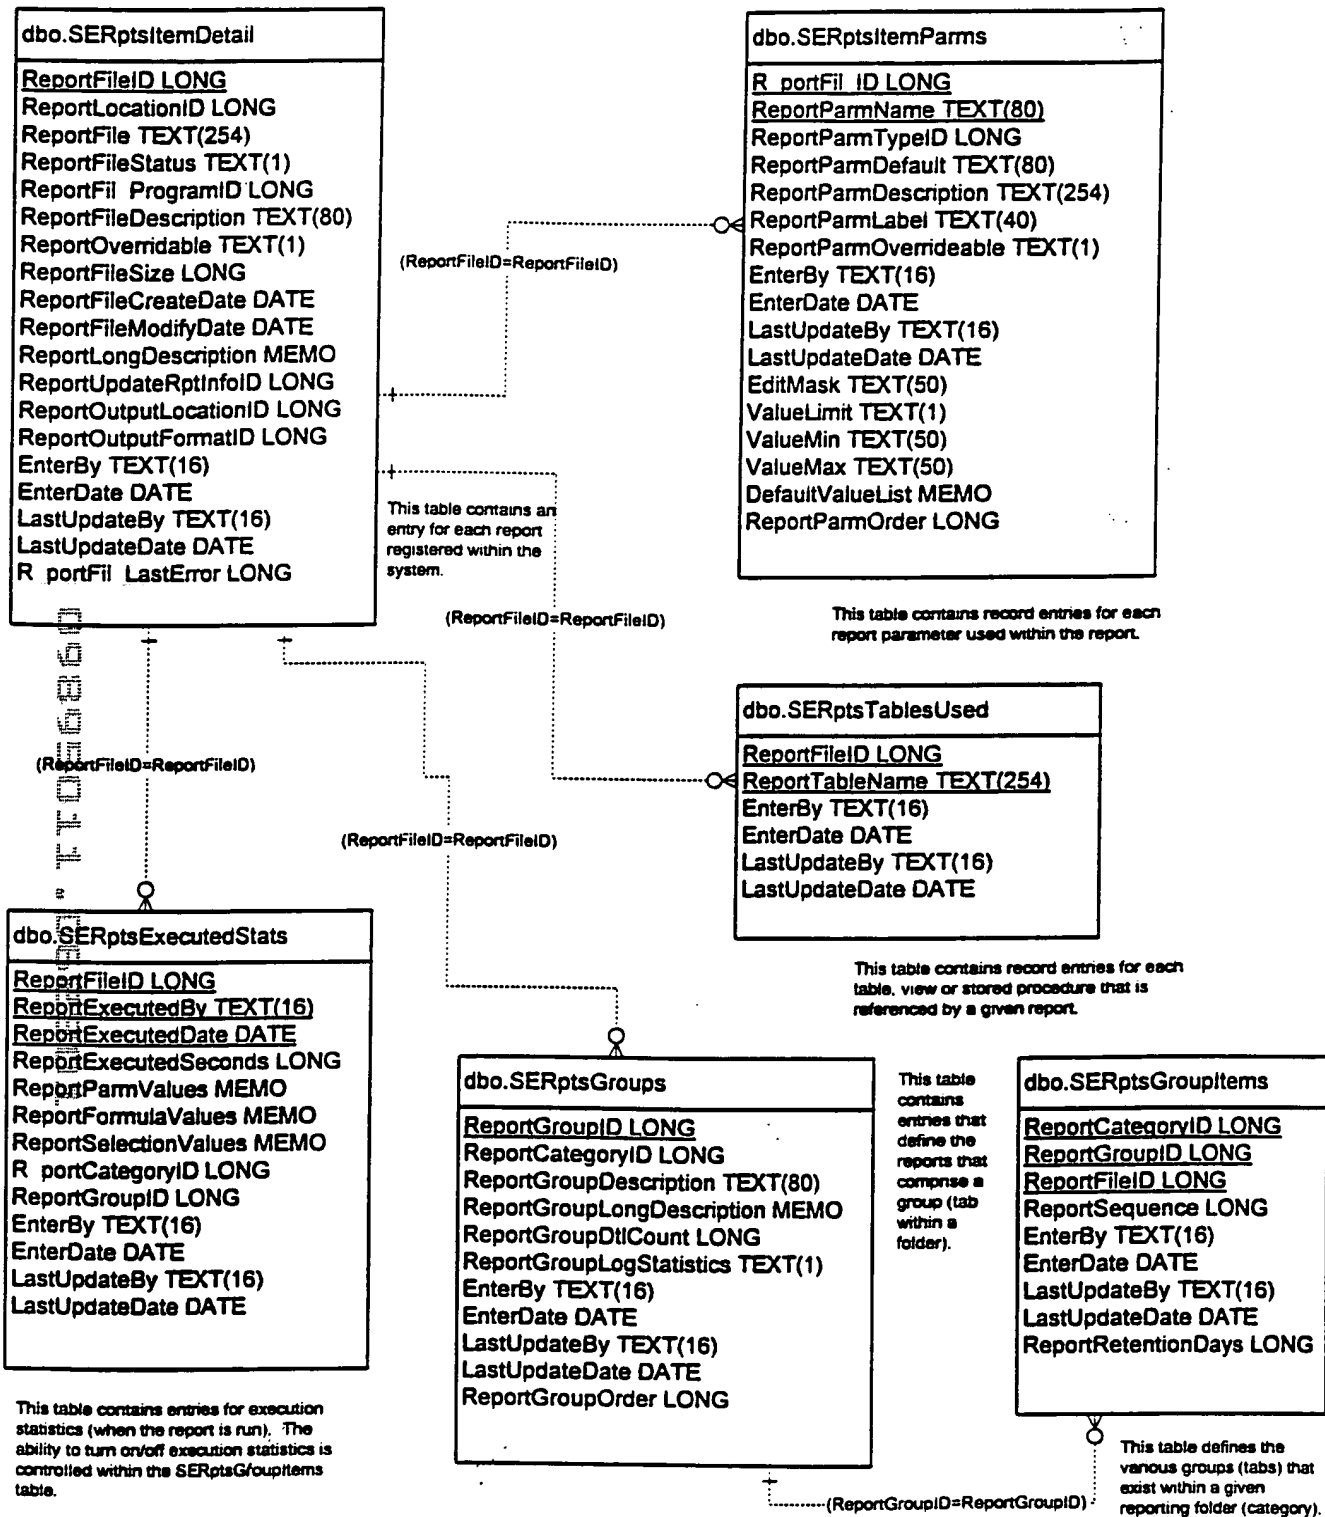 dbo.SERptsItemDetail
ReportFileID LONG
ReportLocationID LONG
ReportFile TEXT(254)
ReportFileStatus TEXT(1)
ReportFil ProgramID LONG
ReportFileDescription TEXT(80)
ReportOverridable TEXT(1)
ReportFileSize LONG
ReportFileCreateDate DATE
ReportFileModifyDate DATE
ReportLongDescription MEMO
ReportUpdateRptInfoID LONG
ReportOutputLocationID LONG
ReportOutputFormatID LONG
EnterBy TEXT(16)
EnterDate DATE
LastUpdateBy TEXT(16)
LastUpdateDate DATE
R portFil LastError LONG
dbo.SERptsItemParms
R portFil ID LONG
ReportParmName TEXT(80)
ReportParmTypeID LONG
ReportParmDefault TEXT(80)
ReportParmDescription TEXT(254)
ReportParmLabel TEXT(40)
ReportParmOverrideable TEXT(1)
EnterBy TEXT(16)
EnterDate DATE
LastUpdateBy TEXT(16)
LastUpdateDate DATE
EditMask TEXT(50)
ValueLimit TEXT(1)
ValueMin TEXT(50)
ValueMax TEXT(50)
DefaultValueList MEMO
ReportParmOrder LONG
(ReportFileID=ReportFileID)
This table contains an
entry for each report
registered within the
system.
(ReportFileID=ReportFileID)
This table contains record entries for each
report parameter used within the report.
dbo.SERptsTablesUsed
ReportFileID LONG
ReportTableName TEXT(254)
EnterBy TEXT(16)
EnterDate DATE
LastUpdateBy TEXT(16)
LastUpdateDate DATE
(ReportFileID=ReportFileID)
(ReportFileID=ReportFileID)
This table contains record entries for each
table, view or stored procedure that is
referenced by a given report.
dbo.SERptsExecutedStats
ReportFileID LONG
ReportExecutedBy TEXT(16)
ReportExecutedDate DATE
ReportExecutedSeconds LONG
ReportParmValues MEMO
ReportFormulaValues MEMO
ReportSelectionValues MEMO
R portCategoryID LONG
ReportGroupID LONG
EnterBy TEXT(16)
EnterDate DATE
LastUpdateBy TEXT(16)
LastUpdateDate DATE
This table contains entries for execution
statistics (when the report is run). The
ability to turn on/off execution statistics is
controlled within the SERptsGroupItems
table.
dbo.SERptsGroups
ReportGroupID LONG
ReportCategoryID LONG
ReportGroupDescription TEXT(80)
ReportGroupLongDescription MEMO
ReportGroupDtlCount LONG
ReportGroupLogStatistics TEXT(1)
EnterBy TEXT(16)
EnterDate DATE
LastUpdateBy TEXT(16)
LastUpdateDate DATE
ReportGroupOrder LONG
This table
contains
entries that
define the
reports that
comprise a
group (tab
within a
folder).
dbo.SERptsGroupItems
ReportCategoryID LONG
ReportGroupID LONG
ReportFileID LONG
ReportSequence LONG
EnterBy TEXT(16)
EnterDate DATE
LastUpdateBy TEXT(16)
LastUpdateDate DATE
ReportRetentionDays LONG
(ReportGroupID=ReportGroupID)
This table defines the
various groups (tabs) that
exist within a given
reporting folder (category).